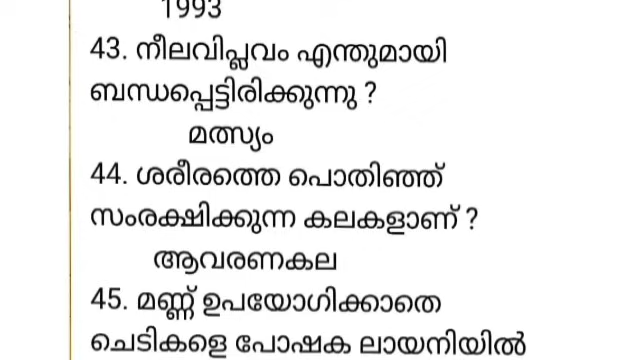 1993
43. നീലവിപ്ലവം എന്തുമായി
ബന്ധപ്പെട്ടിരിക്കുന്നു ?
മത്സ്യം
44. ശരീരത്തെ പൊതിഞ്ഞ്
സംരക്ഷിക്കുന്ന കലകളാണ് ?
ആവരണകല
45. മണ്ണ് ഉപയോഗിക്കാതെ
ചെടികളെ പോഷക ലായനിയിൽ